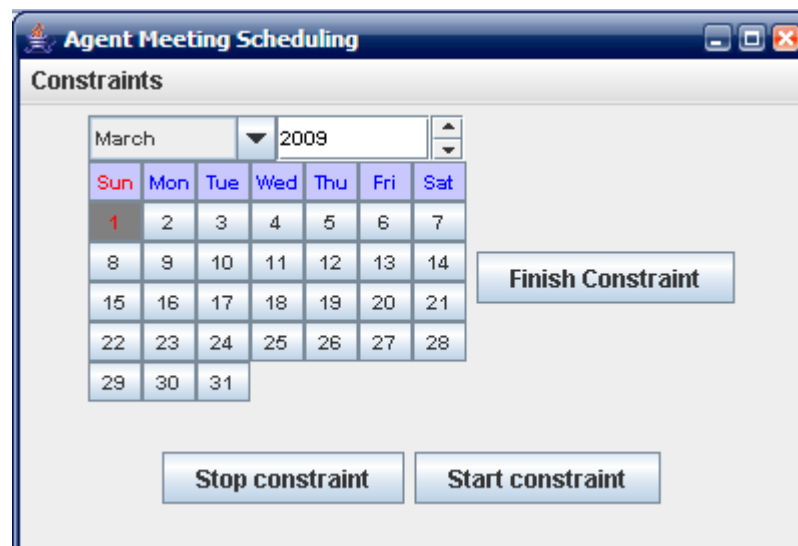 Agent Meeting Scheduling
Constraints
March 2009
Sun Mon Tue Wed Thu Fri Sat
1 2 3 4 5 6 7
8 9 10 11 12 13 14
Finish Constraint
15 16 17 18 19 20 21
22 23 24 25 26 27 28
29 30 31
Stop constraint Start constraint